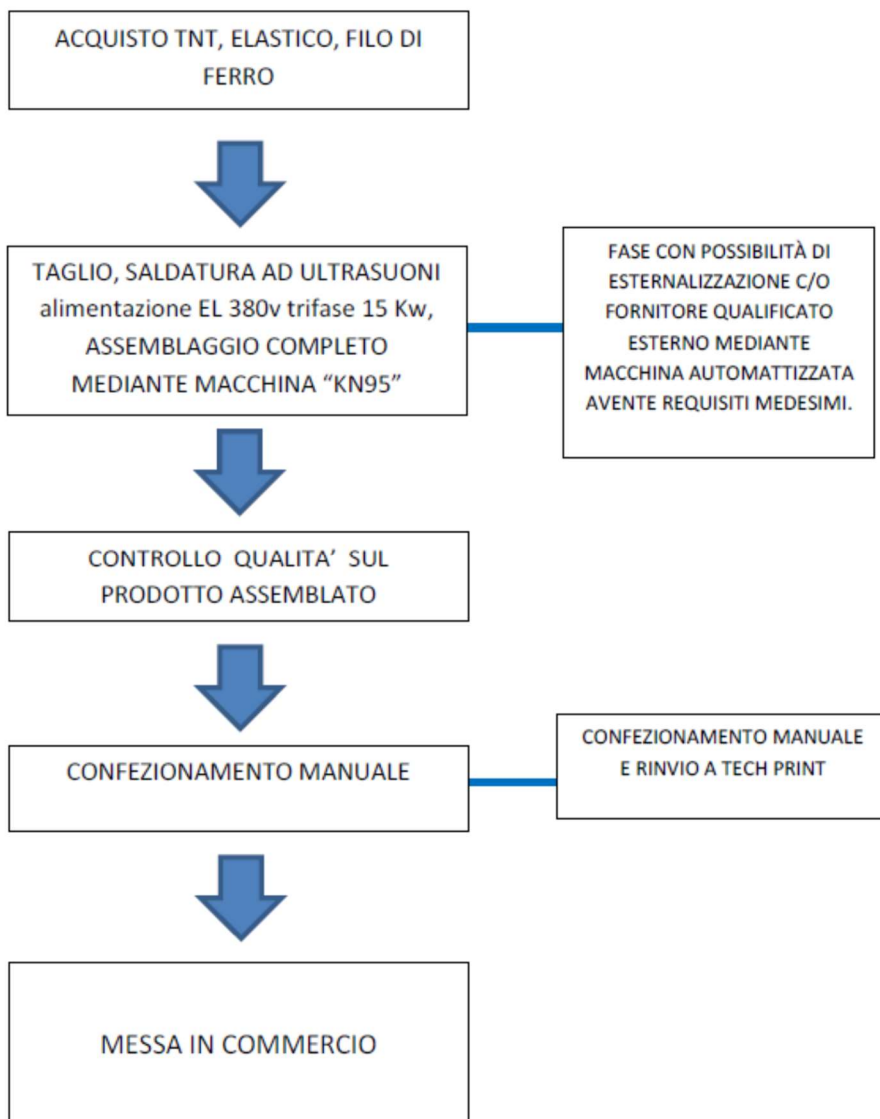 ACQUISTO TNT, ELASTICO, FILO DI
FERRO
TAGLIO, SALDATURA AD ULTRASUONI
alimentazione EL 380v trifase 15 Kw,
ASSEMBLAGGIO COMPLETO
MEDIANTE MACCHINA “KN95”
FASE CON POSSIBILITÀ DI
ESTERNALIZZAZIONE C/O
FORNITORE QUALIFICATO
ESTERNO MEDIANTE
MACCHINA AUTOMATTIZZATA
AVENTE REQUISITI MEDESIMI.
CONTROLLO QUALITA’ SUL
PRODOTTO ASSEMBLATO
CONFEZIONAMENTO MANUALE
CONFEZIONAMENTO MANUALE
E RINVIO A TECH PRINT
MESSA IN COMMERCIO